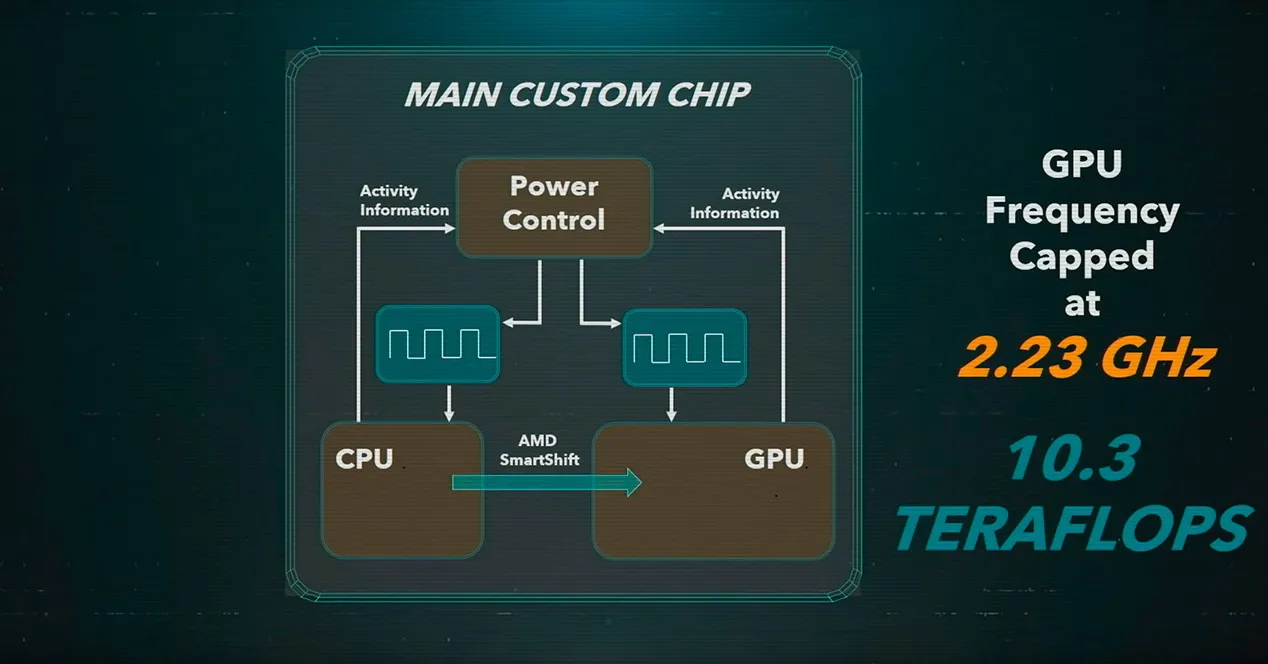 MAIN CUSTOM CHIP
Activity
Information
Power
Control
Activity
Information
CPU
AMD
SmartShift
GPU
GPU
Frequency
Capped
at
2.23 GHz
10.3
TERAFLOPS